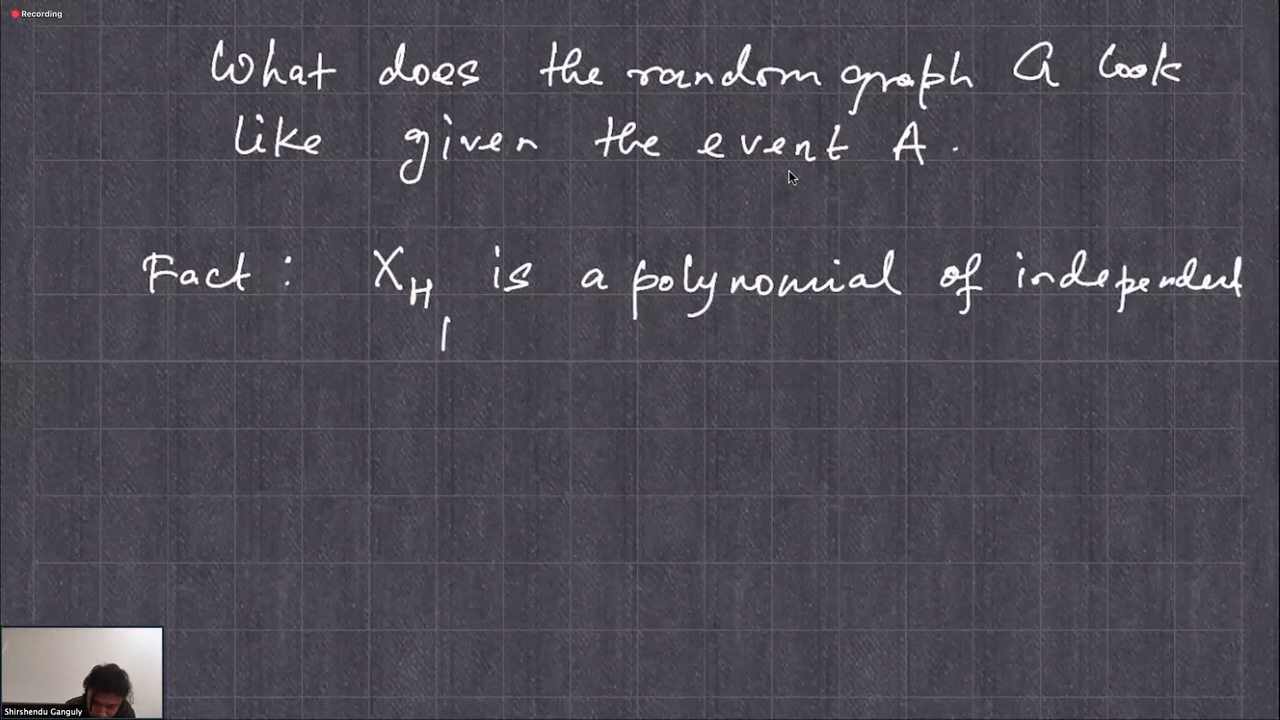 Recording
What does the random graph G look
like given the event A.
Fact: X_H is a polynomial of independent
Shirshendu Ganguly